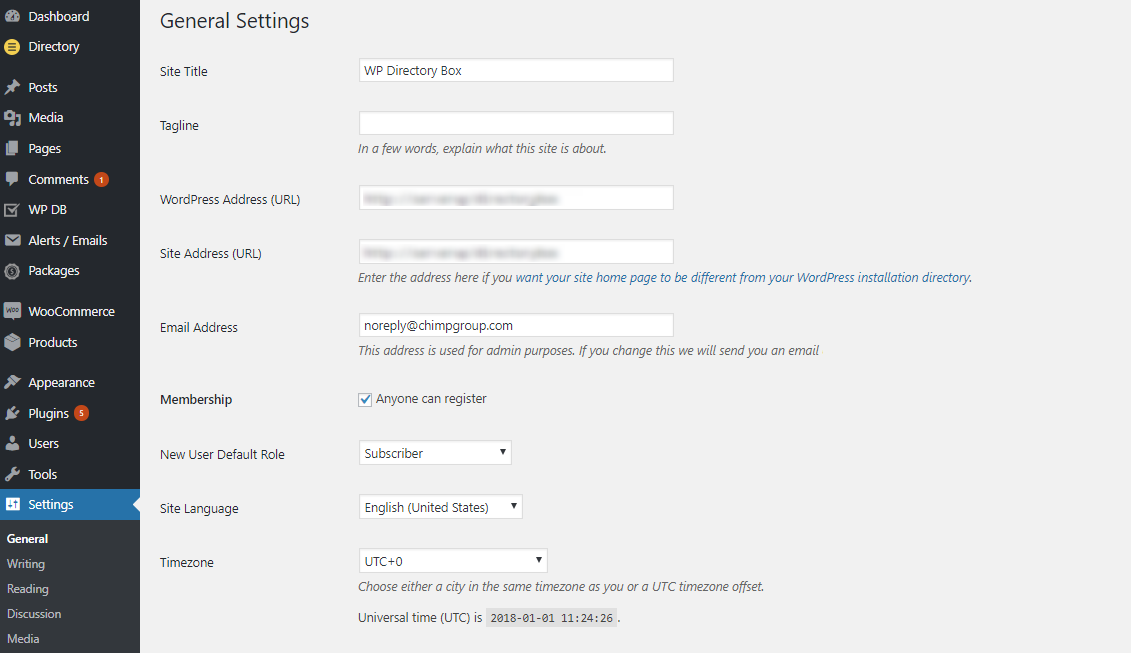 Dashboard
Directory
Posts
Media
Pages
Comments 1
WP DB
Alerts / Emails
Packages
WOO WooCommerce
Products
Appearance
Plugins 5
Users
Tools
Settings
General
Writing
Reading
Discussion
Media
General Settings
Site Title WP Directory Box
Tagline
In a few words, explain what this site is about.
WordPress Address (URL)
Site Address (URL)
Enter the address here if you want your site home page to be different from your WordPress installation directory.
Email Address noreply@chimpgroup.com
This address is used for admin purposes. If you change this we will send you an email
Membership Anyone can register
New User Default Role Subscriber
Site Language English (United States)
Timezone UTC+0
Choose either a city in the same timezone as you or a UTC timezone offset.
Universal time (UTC) is 2018-01-01 11:24:26 .